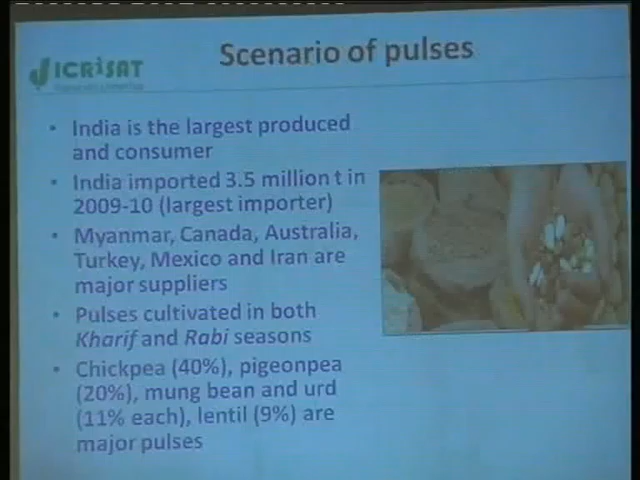 ICRISAT
Scenario of pulses
• India is the largest produced
and consumer
• India imported 3.5 million t in
2009-10 (largest importer)
• Myanmar, Canada, Australia,
Turkey, Mexico and Iran are
major suppliers
• Pulses cultivated in both
Kharif and Rabi seasons
• Chickpea (40%), pigeonpea
(20%), mung bean and urd
(11% each), lentil (9%) are
major pulses